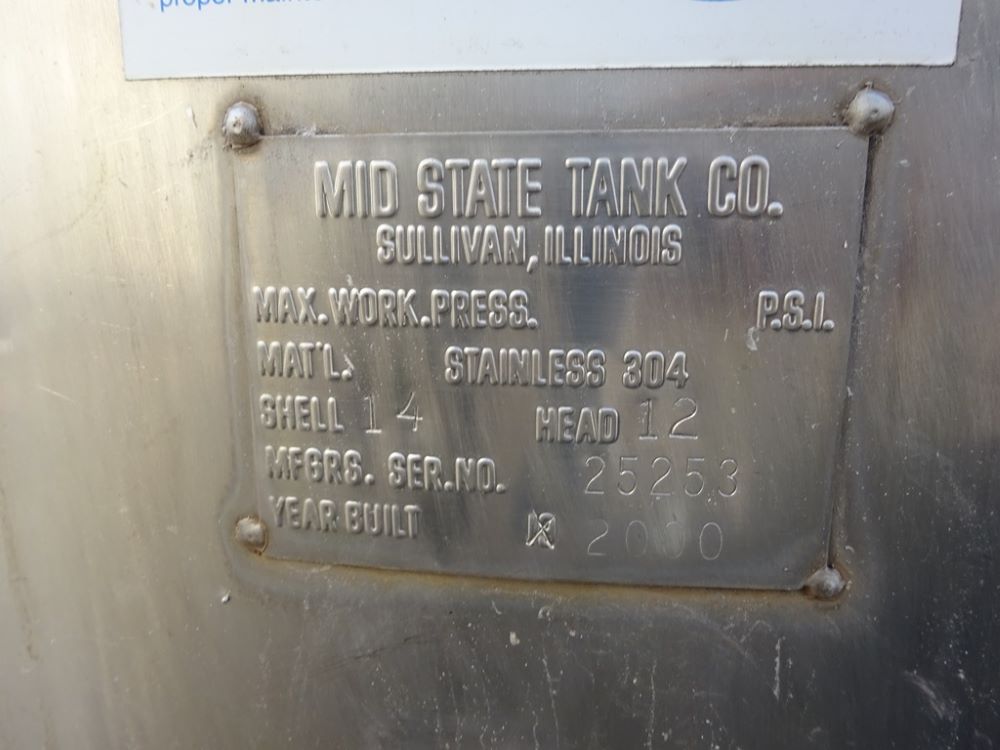 proper
MID STATE TANK CO.
SULLIVAN, ILLINOIS
MAX. WORK. PRESS. P.S.I.
MAT'L. STAINLESS 304
SHELL 14 HEAD 12
MFGRS. SER. NO. 25253
YEAR BUILT 2000